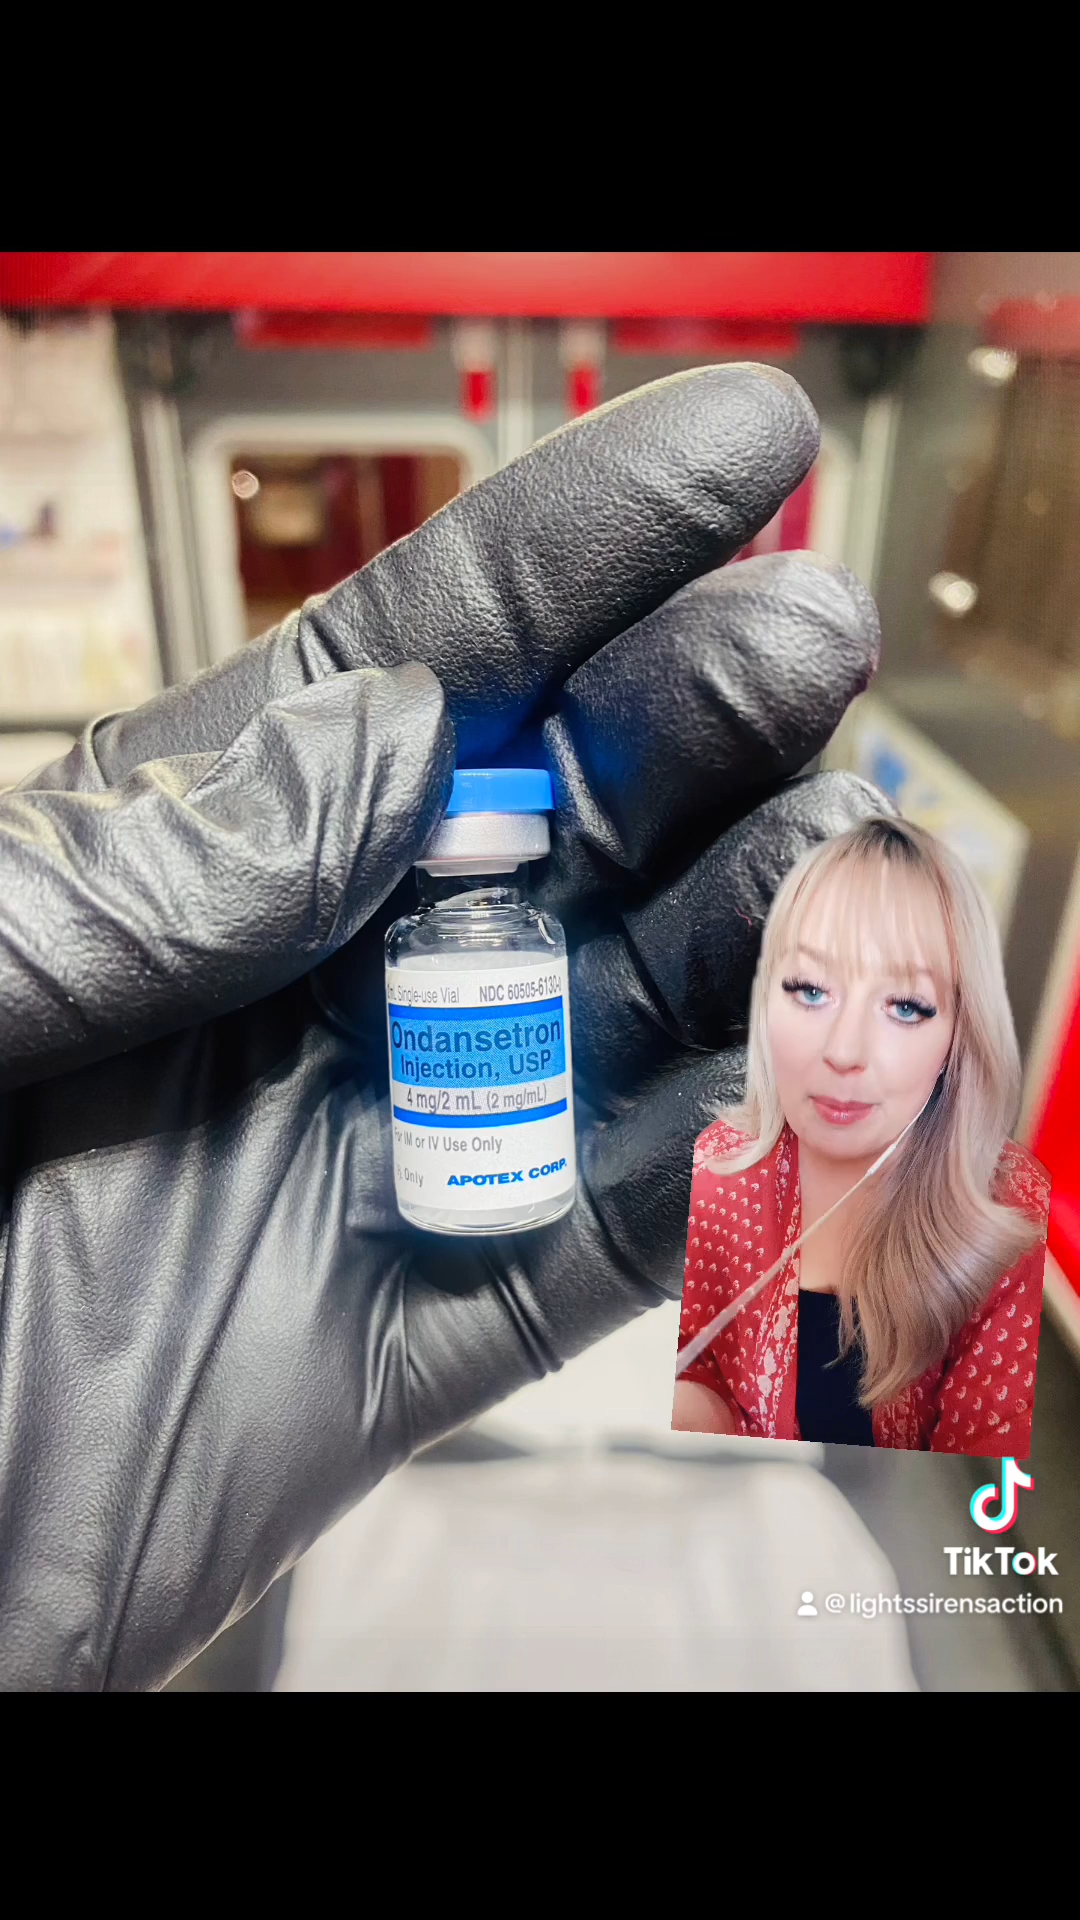 mL Single-use Vial NDC 60505-6130-
Ondansetron
Injection, USP
4 mg/2 mL (2 mg/mL)
For IM or IV Use Only
Only APOTEX CORP.
TikTok
@lightssirensaction